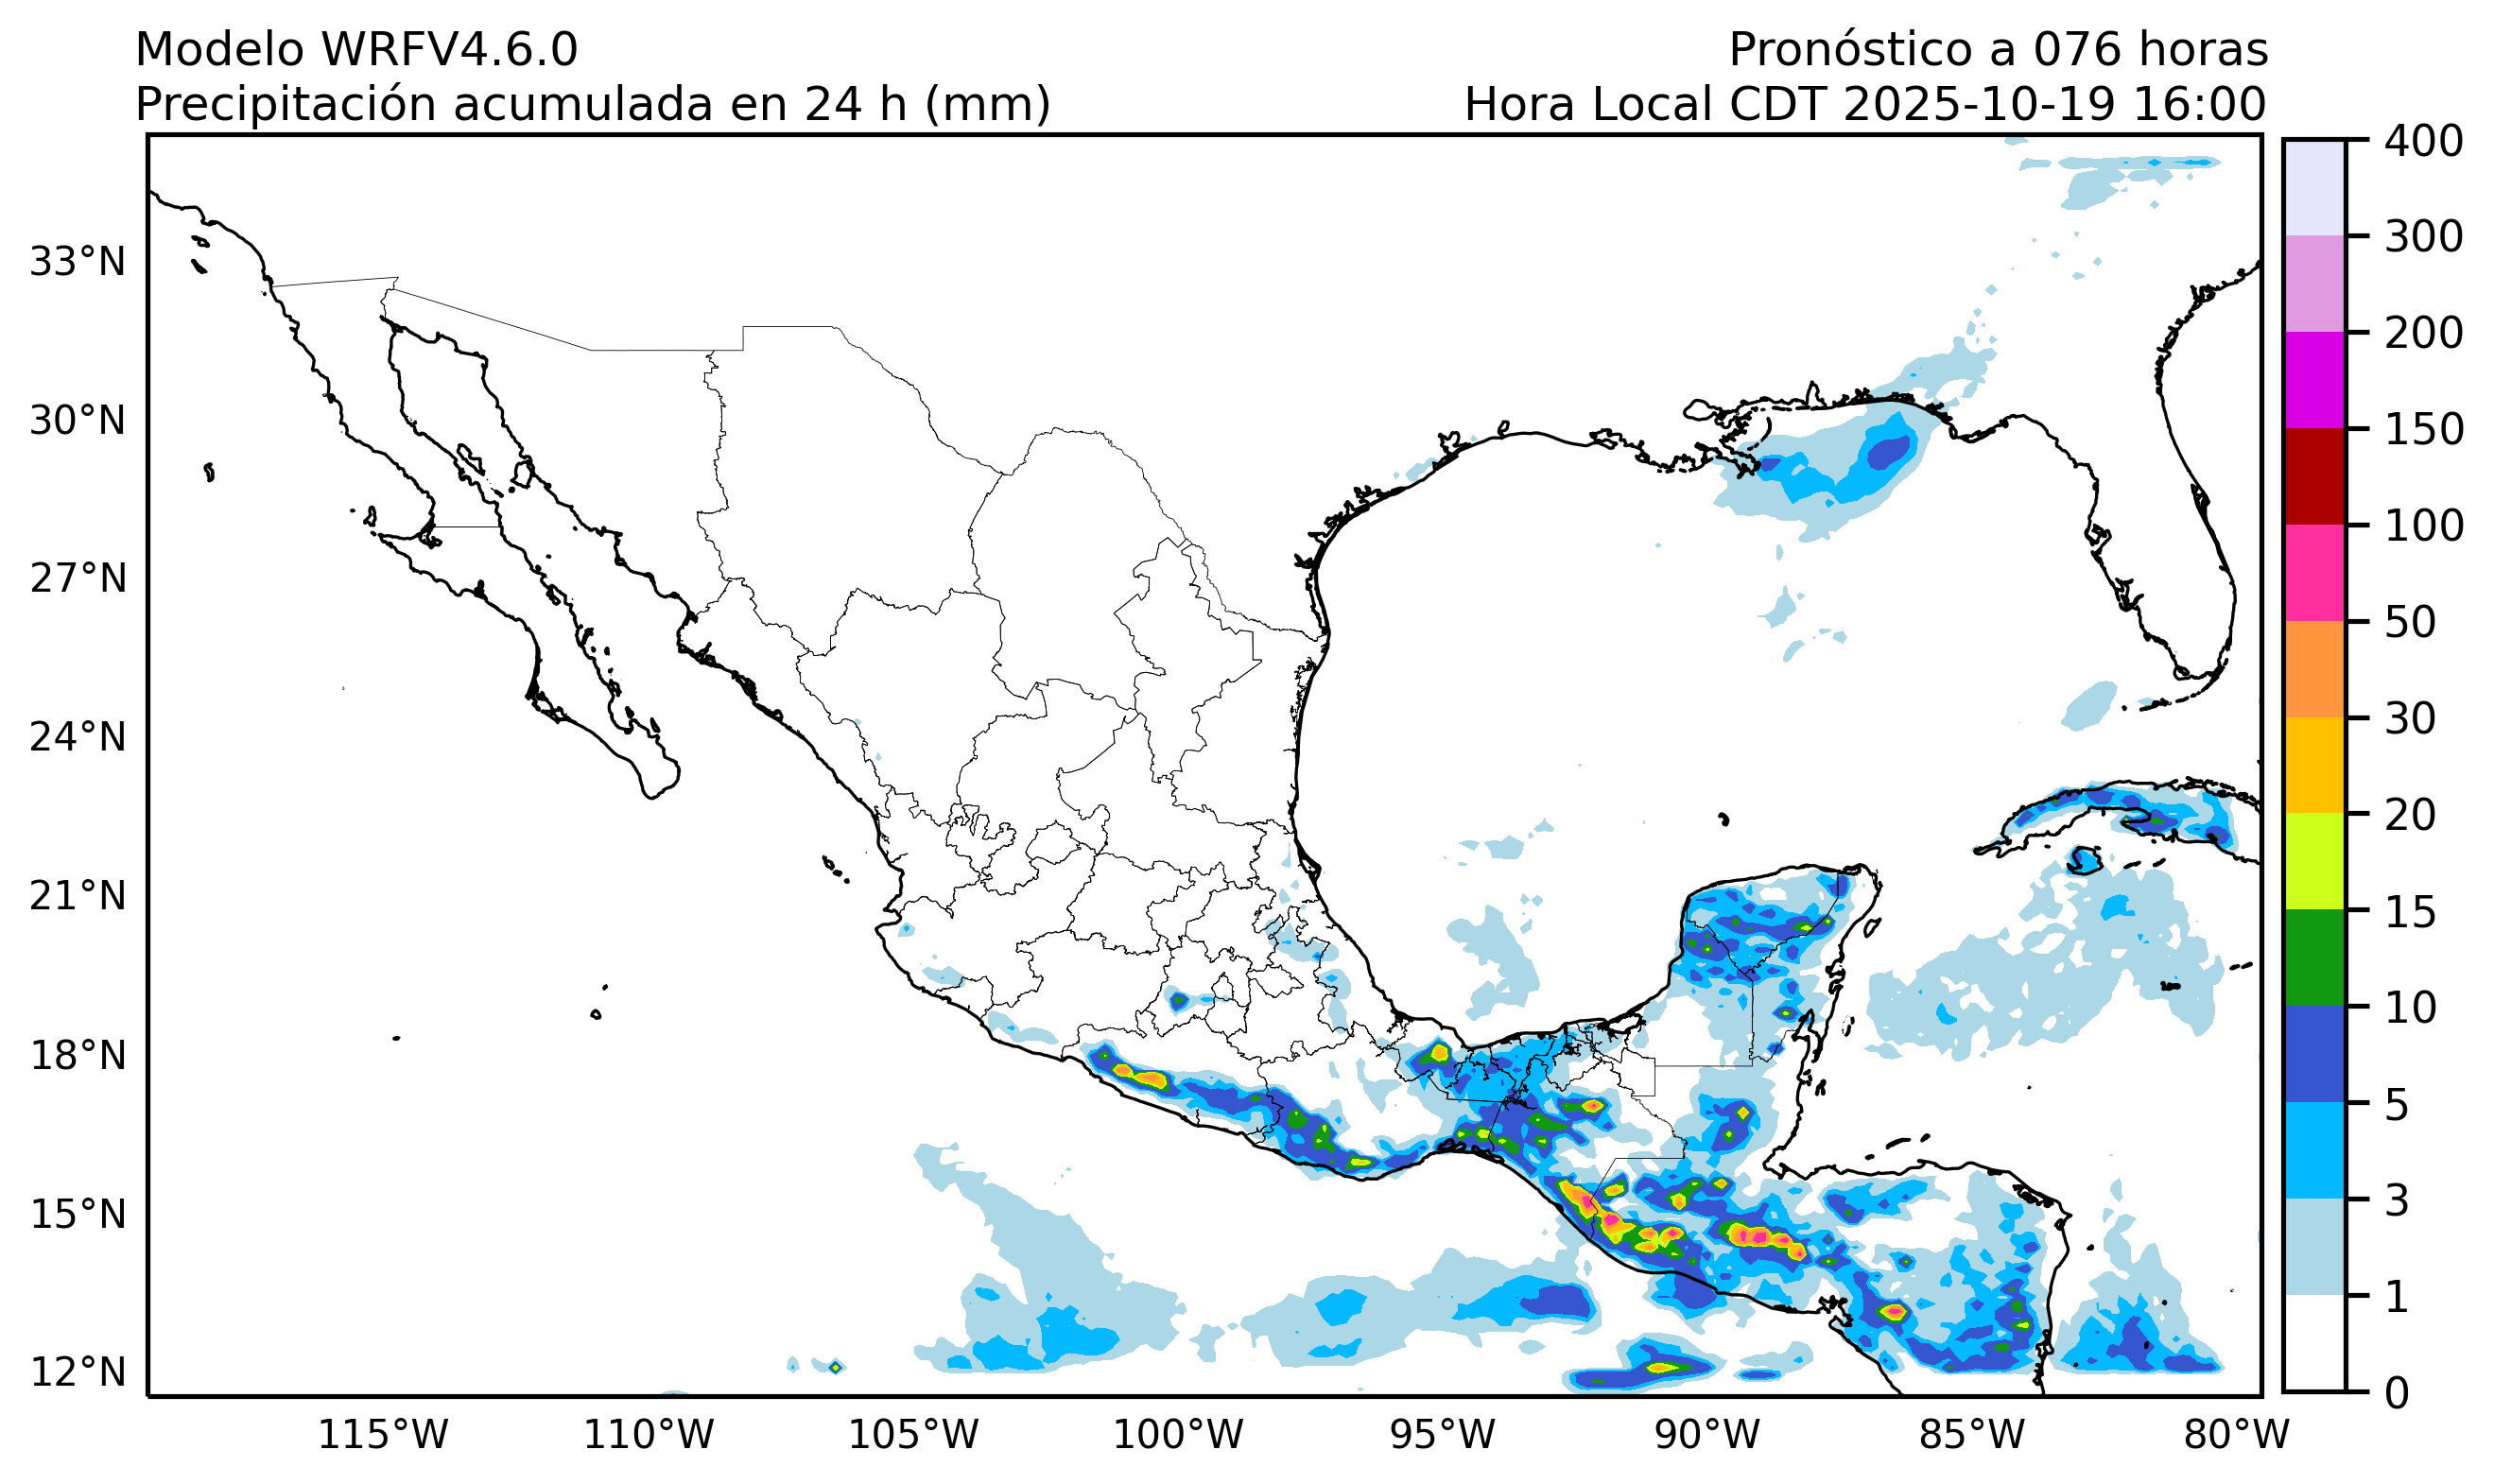 Modelo WRFV4.6.0
Pronóstico a 076 horas
Precipitación acumulada en 24 h (mm)
Hora Local CDT 2025-10-19 16:00
33°N
30°N
27°N
24°N
21°N
18°N
15°N
12°N
115°W
110°W
105°W
100°W
95°W
90°W
85°W
80°W
400
300
200
150
100
50
30
20
15
10
5
3
1
0